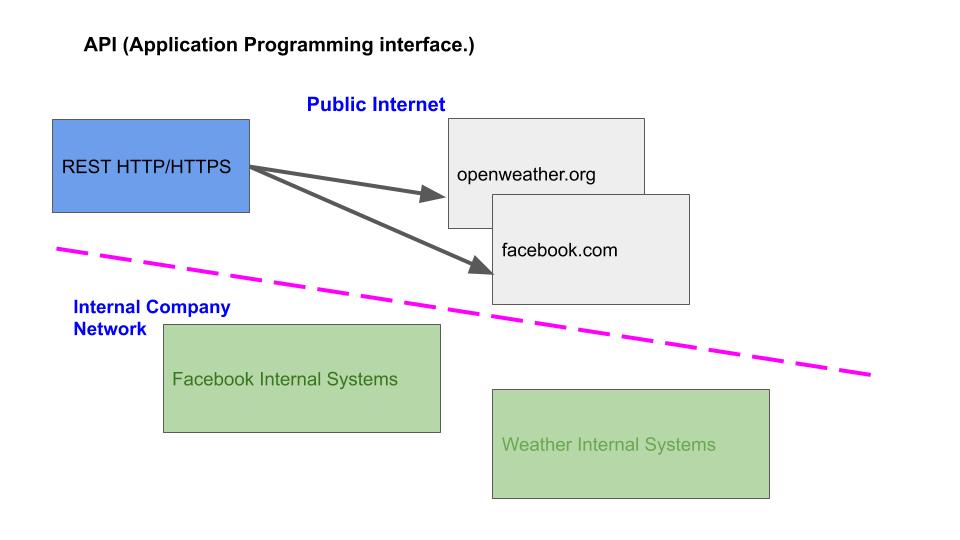 API (Application Programming interface.)
Public Internet
REST HTTP/HTTPS
openweather.org
facebook.com
Internal Company
Network
Facebook Internal Systems
Weather Internal Systems